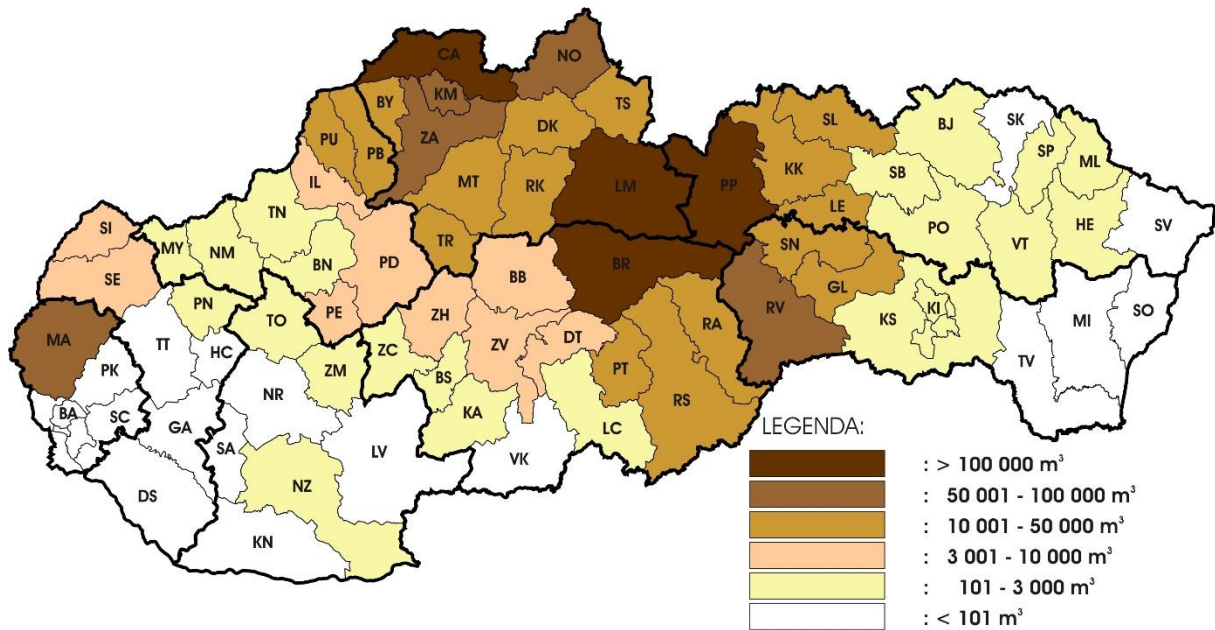 CA
NO
KM
BY
TS
PU
PB
ZA
DK
SL
BJ
SK
SP
ML
IL
MT
RK
LM
PP
KK
SB
LE
PO
VT
HE
SV
TN
SI
MY
NM
BN
PD
TR
BR
SN
GL
RV
SE
PN
TO
PE
ZH
BB
DT
RA
KS
KI
MI
SO
MA
TT
HC
ZM
ZC
BS
ZV
PT
TV
PK
NR
KA
RS
LC
BA
SC
GA
SA
LV
VK
DS
NZ
KN
LEGENDA:
: > 100 000 m³
: 50 001 - 100 000 m³
: 10 001 - 50 000 m³
: 3 001 - 10 000 m³
: 101 - 3 000 m³
: < 101 m³